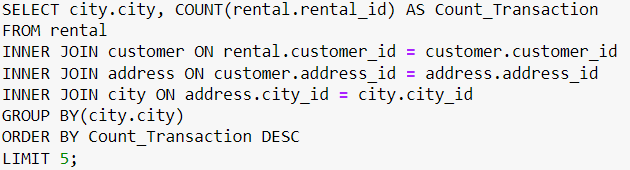 SELECT city.city, COUNT(rental.rental_id) AS Count_Transaction
FROM rental
INNER JOIN customer ON rental.customer_id = customer.customer_id
INNER JOIN address ON customer.address_id = address.address_id
INNER JOIN city ON address.city_id = city.city_id
GROUP BY(city.city)
ORDER BY Count_Transaction DESC
LIMIT 5;